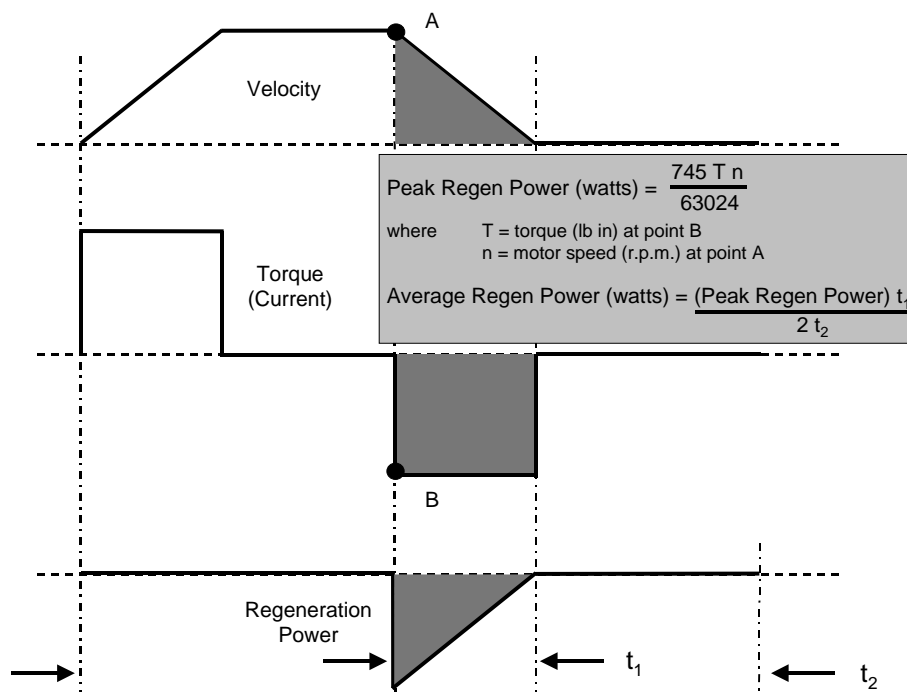 A
Velocity
Peak Regen Power (watts) = 745 T n
63024
where T = torque (lb in) at point B
n = motor speed (r.p.m.) at point A
Torque
(Current)
Average Regen Power (watts) = (Peak Regen Power) t₁
2 t₂
B
Regeneration
Power
t₁
t₂